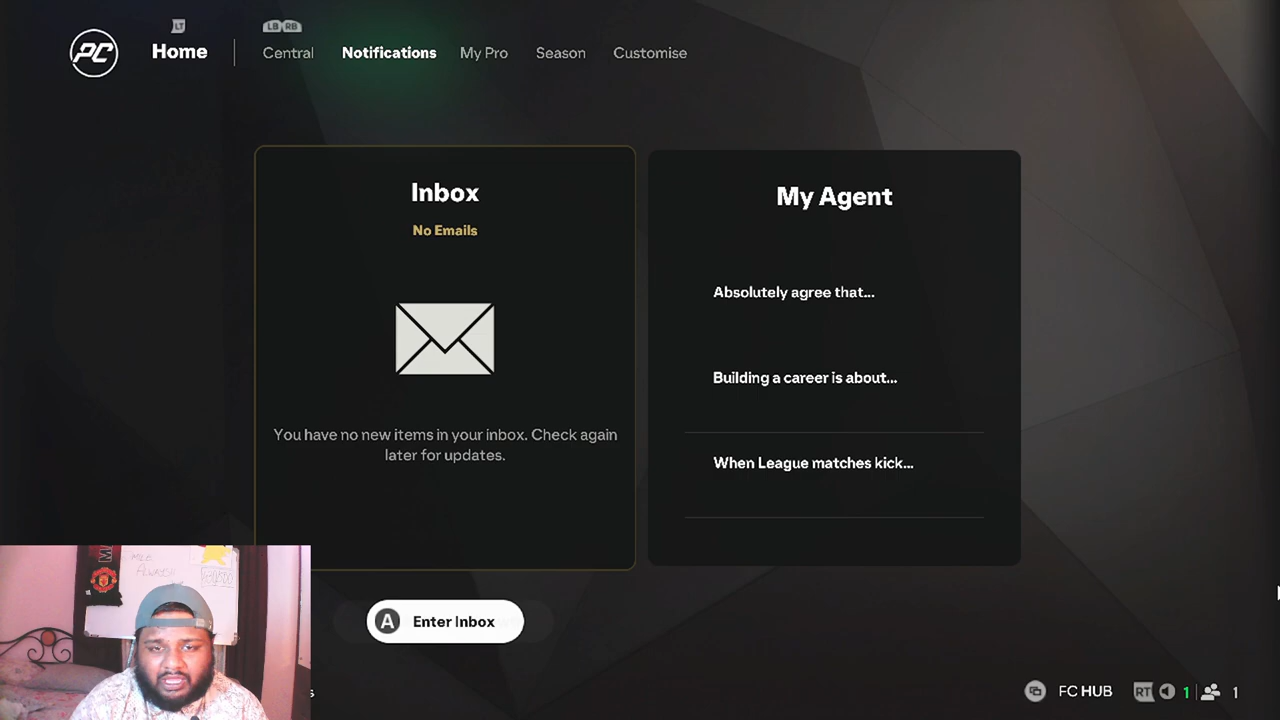 LT
LB RB
PC
Home
Central
Notifications
My Pro
Season
Customise
Inbox
No Emails
You have no new items in your inbox. Check again
later for updates.
My Agent
Absolutely agree that...
Building a career is about...
When League matches kick...
A Enter Inbox
FC HUB
RT
1
1